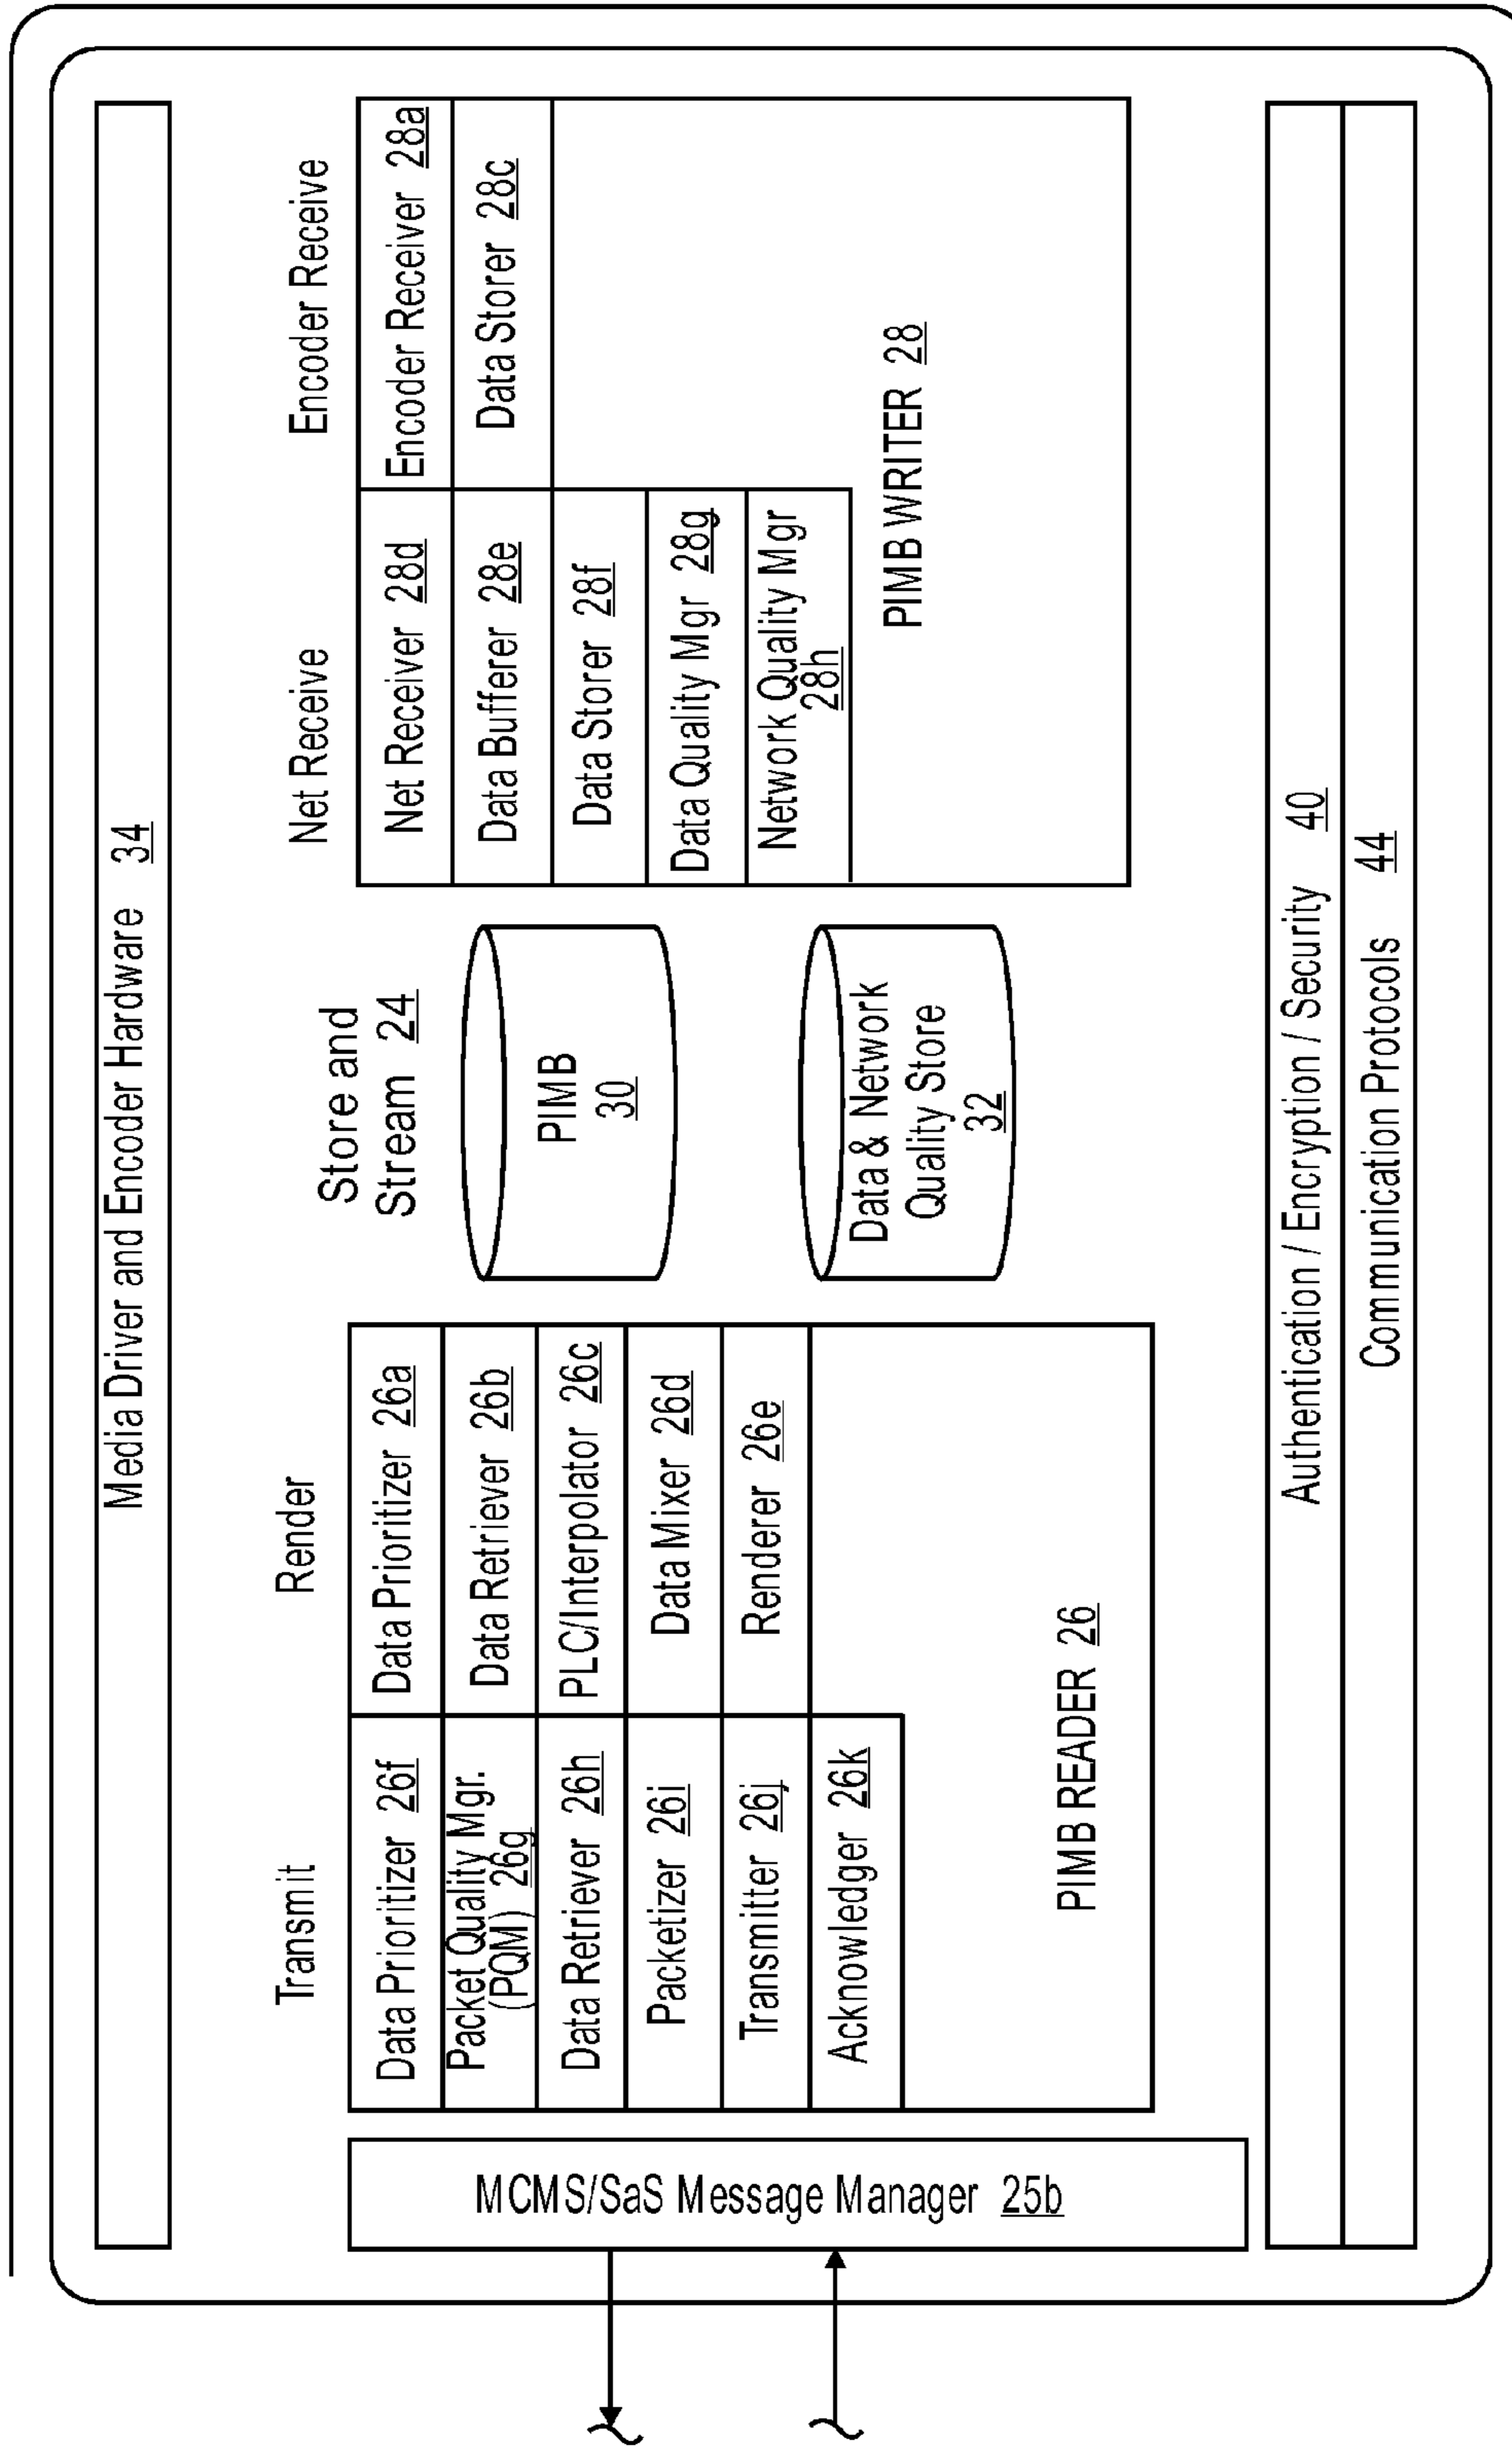 Media Driver and Encoder Hardware 34
MCMS/SaS Message Manager 25b
Transmit
Data Prioritizer 26f
Packet Quality Mgr.
(PQM) 26g
Data Retriever 26h
Packetizer 26i
Transmitter 26j
Acknowledger 26k
Render
Data Prioritizer 26a
Data Retriever 26b
PLC/Interpolator 26c
Data Mixer 26d
Renderer 26e
PIMB READER 26
Store and
Stream 24
PIMB
30
Data & Network
Quality Store
32
Net Receive
Net Receiver 28d
Data Bufferer 28e
Data Storer 28f
Data Quality Mgr 28g
Network Quality Mgr
28h
Encoder Receive
Encoder Receiver 28a
Data Storer 28c
PIMB WRITER 28
Authentication / Encryption / Security 40
Communication Protocols 44